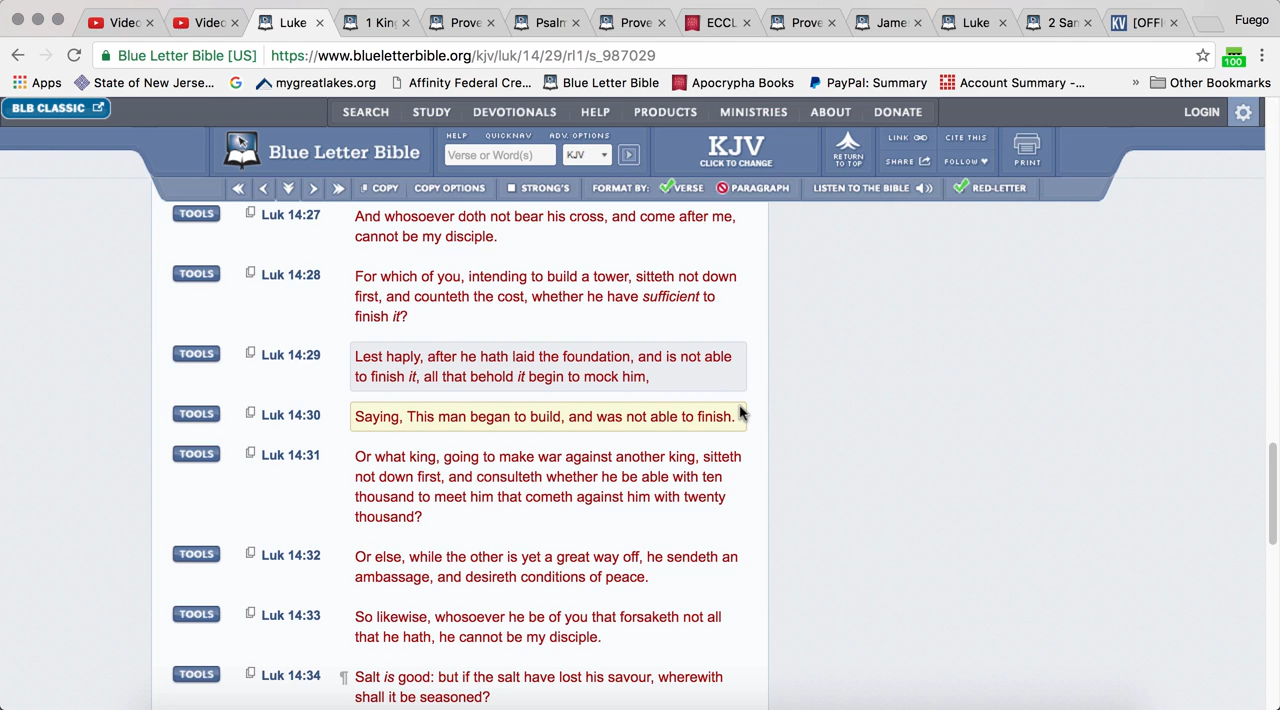 Video
Video
Luke
1 Kin
Prove
Psalm
Prove
ECCL
Prove
Jame
Luke
2 San
KV [OFFI
Fuego
Blue Letter Bible [US] https://www.blueletterbible.org/kjv/luk/14/29/rl1/s_987029
100
Apps
State of New Jerse...
G
mygreatlakes.org
Affinity Federal Cre...
Blue Letter Bible
Apocrypha Books
PayPal: Summary
Account Summary -...
»
Other Bookmarks
BLB CLASSIC
SEARCH STUDY DEVOTIONALS HELP PRODUCTS MINISTRIES ABOUT DONATE LOGIN
Blue Letter Bible
HELP QUICKNAV ADV. OPTIONS
Verse or Word(s) KJV
KJV
CLICK TO CHANGE
RETURN
TO TOP
LINK CITE THIS
SHARE FOLLOW
PRINT
COPY COPY OPTIONS STRONG'S FORMAT BY: VERSE PARAGRAPH LISTEN TO THE BIBLE RED-LETTER
TOOLS Luk 14:27 And whosoever doth not bear his cross, and come after me,
cannot be my disciple.
TOOLS Luk 14:28 For which of you, intending to build a tower, sitteth not down
first, and counteth the cost, whether he have sufficient to
finish it?
TOOLS Luk 14:29 Lest haply, after he hath laid the foundation, and is not able
to finish it, all that behold it begin to mock him,
TOOLS Luk 14:30 Saying, This man began to build, and was not able to finish.
TOOLS Luk 14:31 Or what king, going to make war against another king, sitteth
not down first, and consulteth whether he be able with ten
thousand to meet him that cometh against him with twenty
thousand?
TOOLS Luk 14:32 Or else, while the other is yet a great way off, he sendeth an
ambassage, and desireth conditions of peace.
TOOLS Luk 14:33 So likewise, whosoever he be of you that forsaketh not all
that he hath, he cannot be my disciple.
TOOLS Luk 14:34 ¶ Salt is good: but if the salt have lost his savour, wherewith
shall it be seasoned?